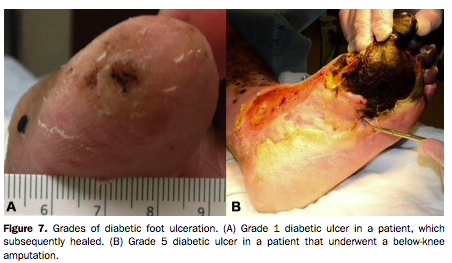 6 7 8 9
A B
Figure 7. Grades of diabetic foot ulceration. (A) Grade 1 diabetic ulcer in a patient, which
subsequently healed. (B) Grade 5 diabetic ulcer in a patient that underwent a below-knee
amputation.